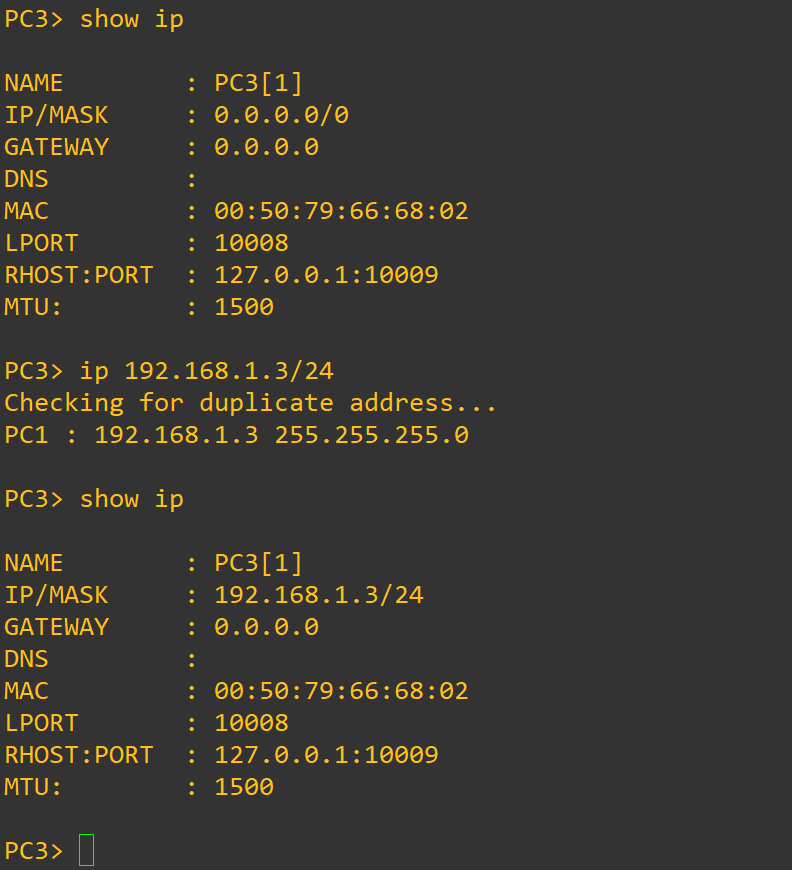 PC3> show ip
NAME        : PC3[1]
IP/MASK     : 0.0.0.0/0
GATEWAY     : 0.0.0.0
DNS         :
MAC         : 00:50:79:66:68:02
LPORT       : 10008
RHOST:PORT  : 127.0.0.1:10009
MTU:        : 1500
PC3> ip 192.168.1.3/24
Checking for duplicate address...
PC1 : 192.168.1.3 255.255.255.0
PC3> show ip
NAME        : PC3[1]
IP/MASK     : 192.168.1.3/24
GATEWAY     : 0.0.0.0
DNS         :
MAC         : 00:50:79:66:68:02
LPORT       : 10008
RHOST:PORT  : 127.0.0.1:10009
MTU:        : 1500
PC3>